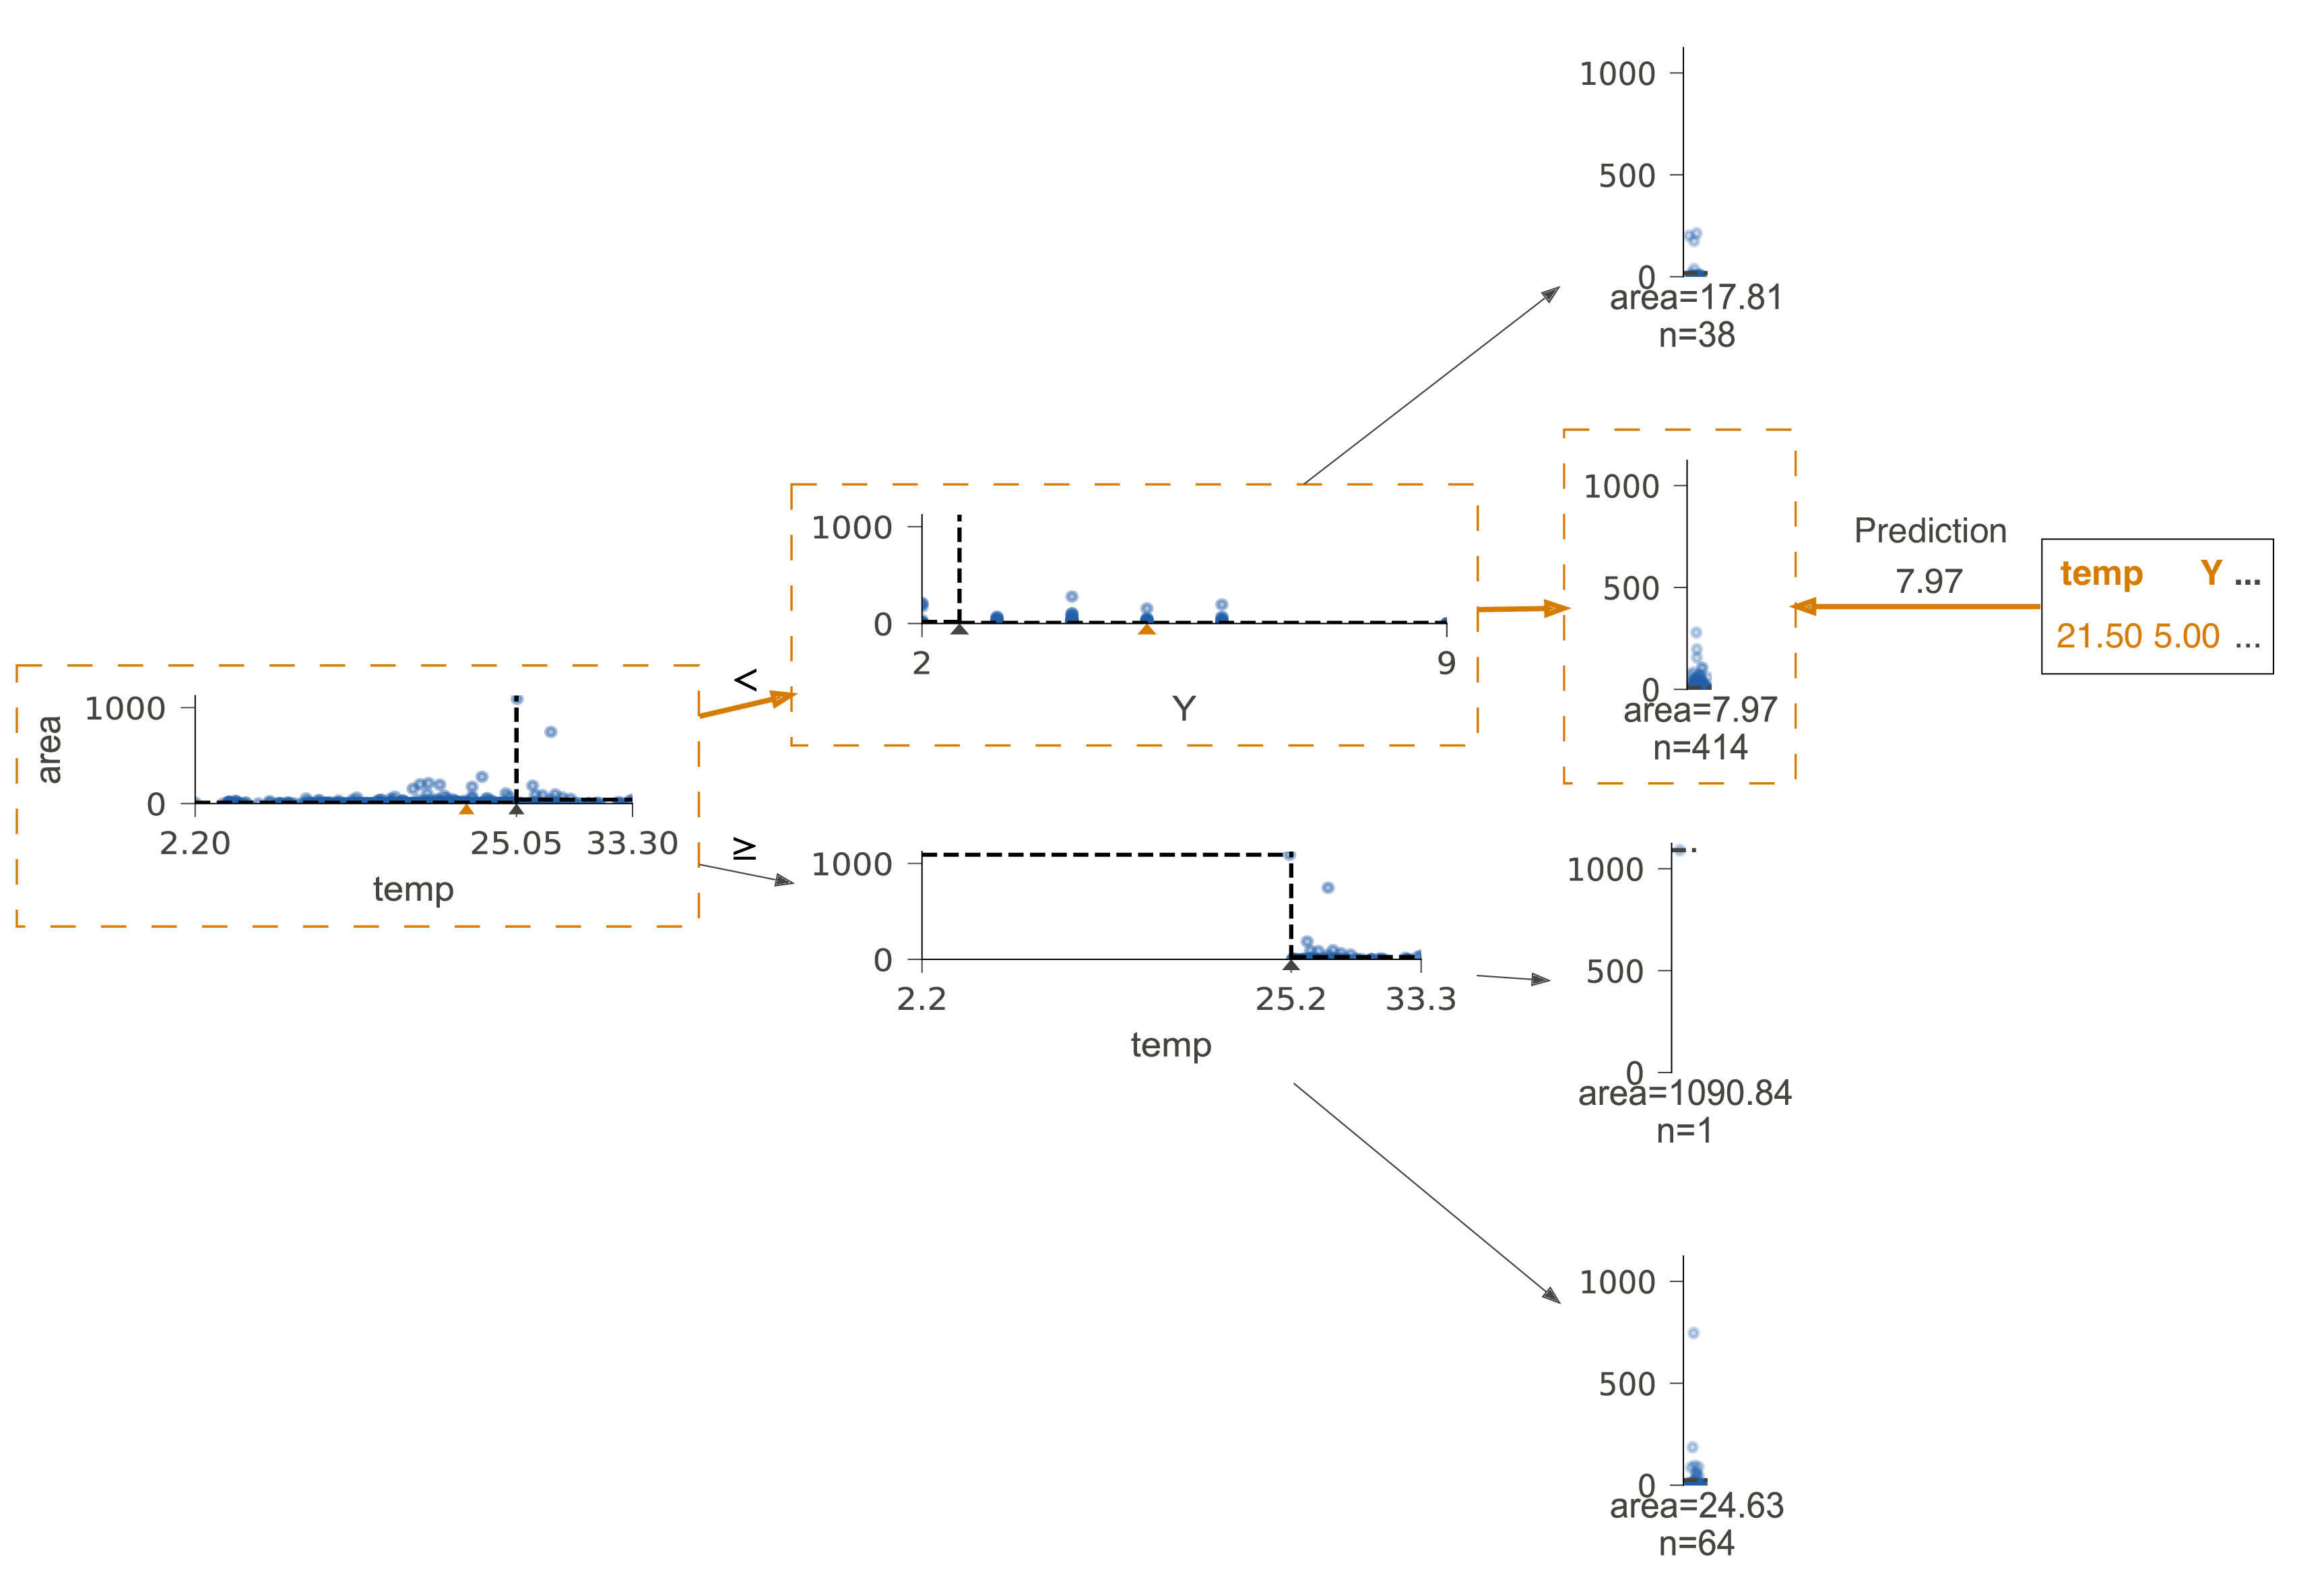 1000
500
0
area=17.81
n=38
1000
500
0
area=7.97
n=414
Prediction
7.97
temp Y ...
21.50 5.00 ...
1000
0
2 9
Y
<
≥
area
1000
0
2.20 25.05 33.30
temp
1000
0
2.2 25.2 33.3
temp
1000
500
0
area=1090.84
n=1
1000
500
0
area=24.63
n=64